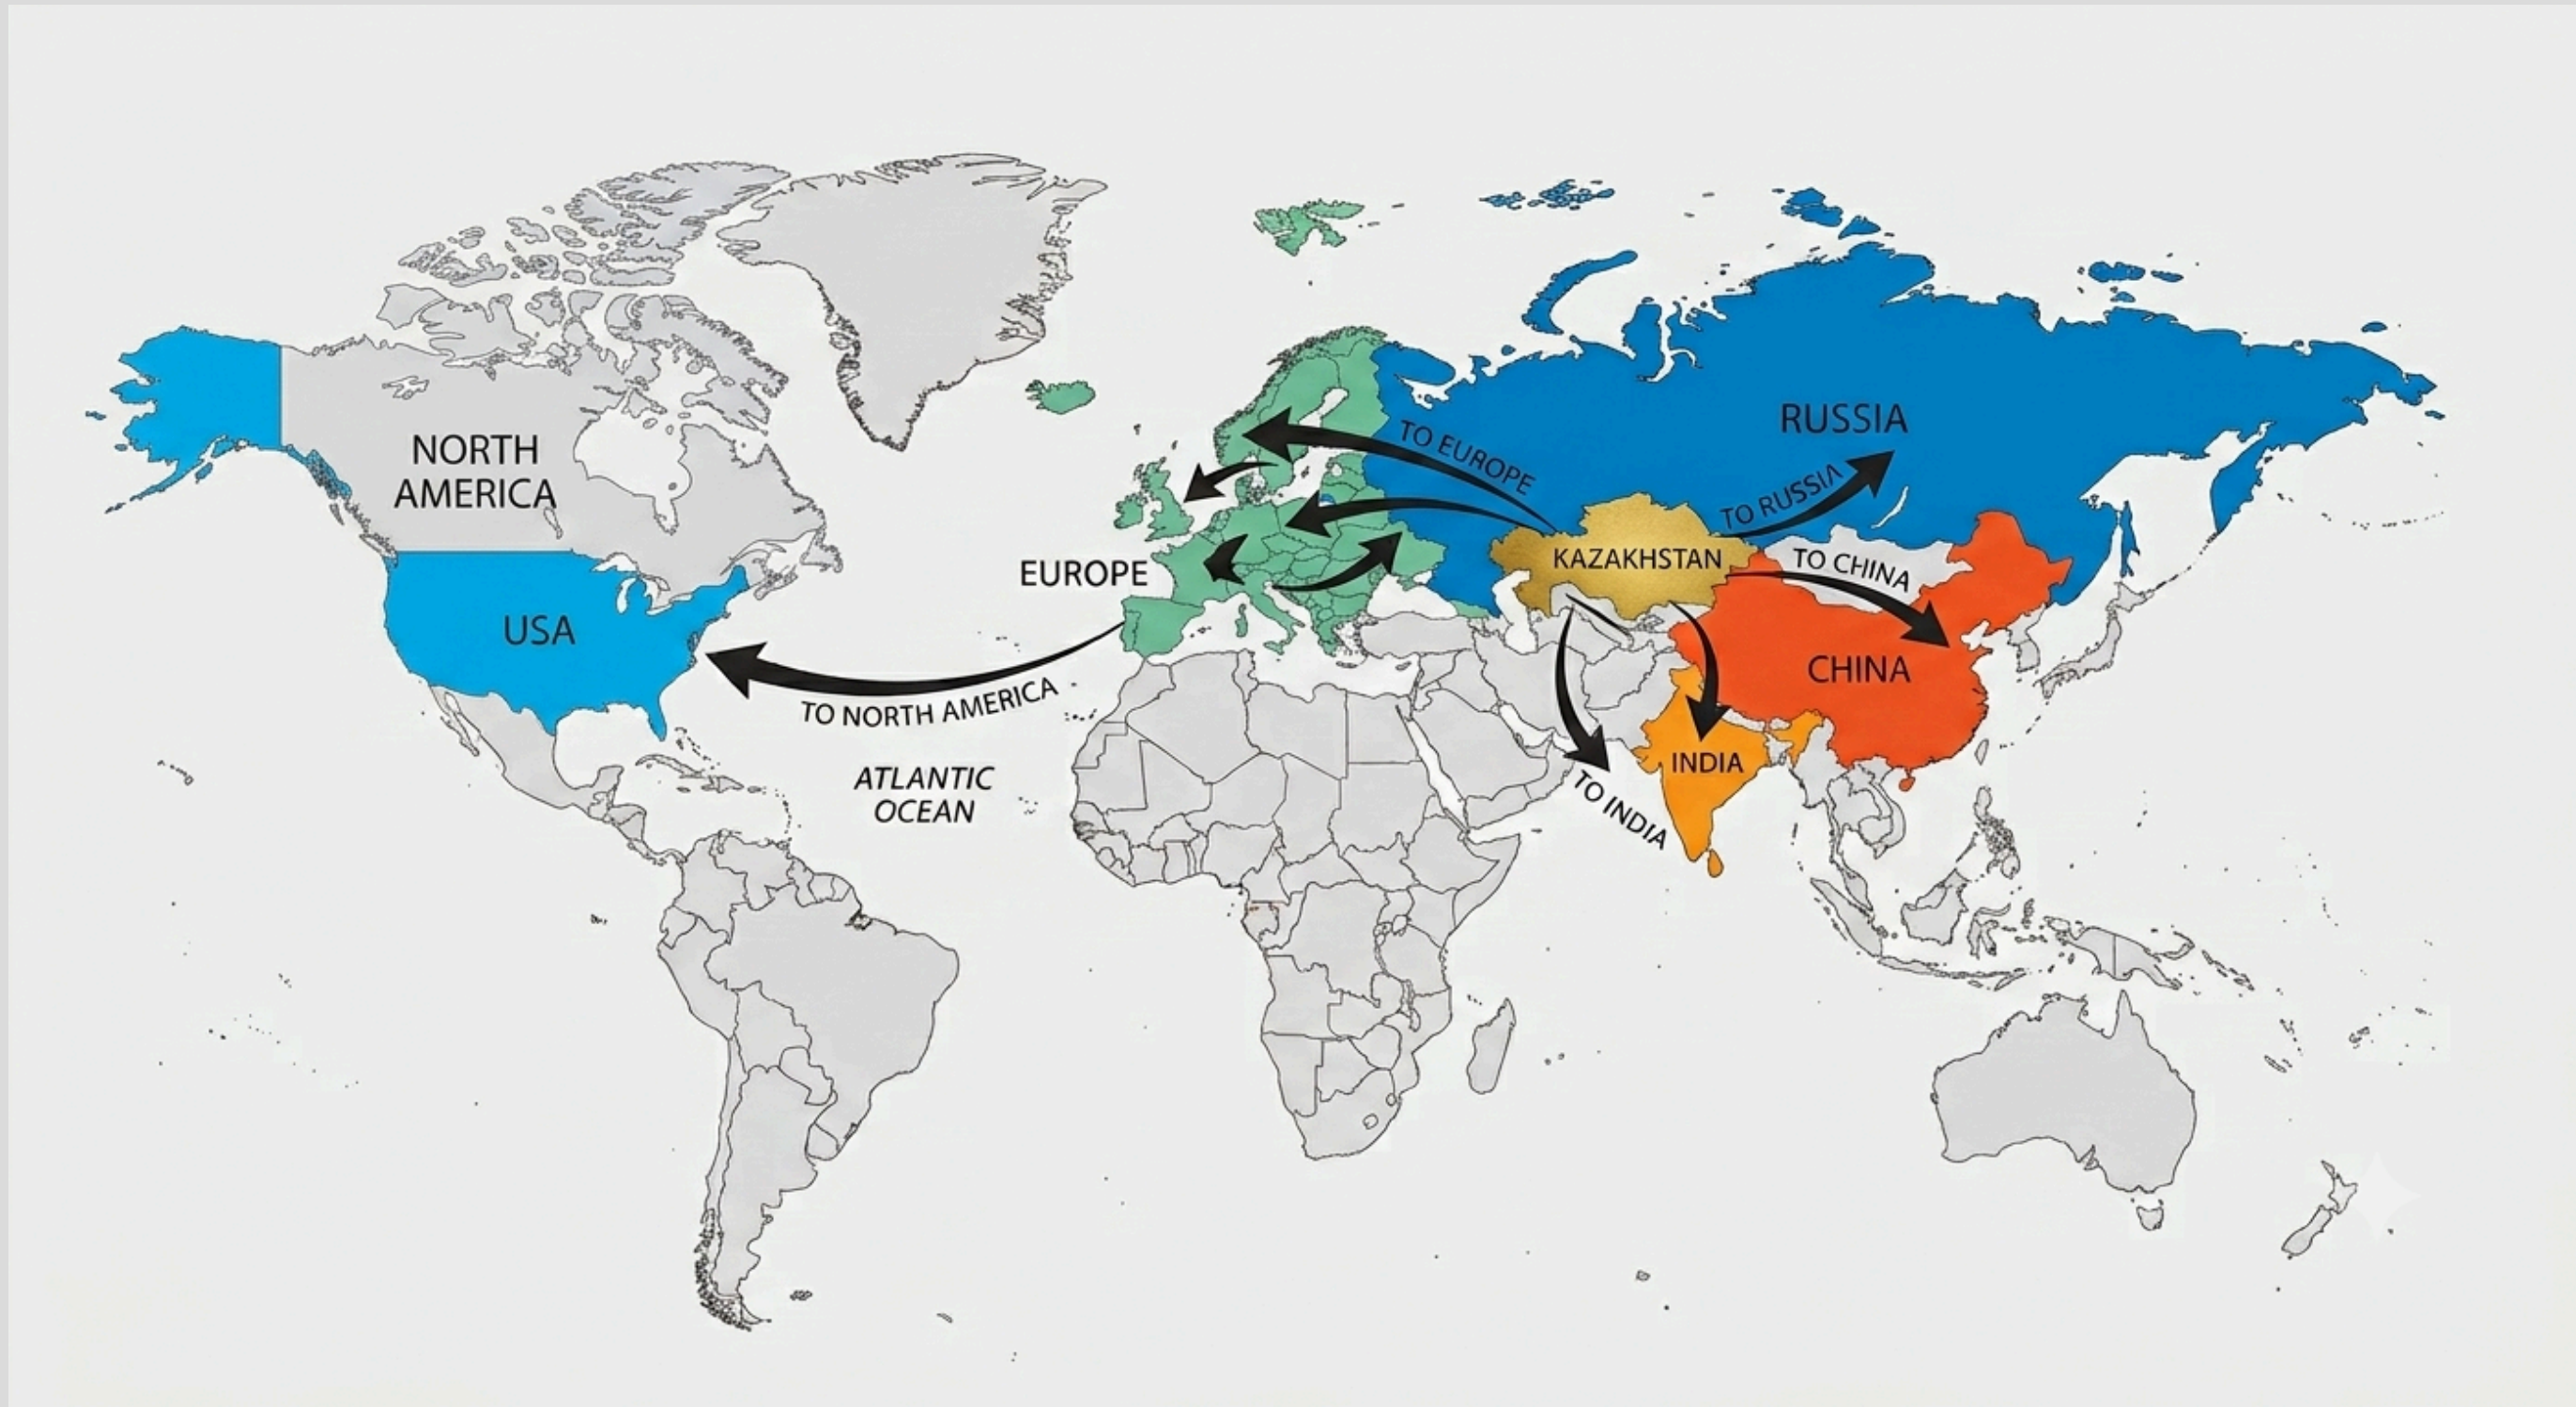 NORTH
AMERICA
USA
TO NORTH AMERICA
ATLANTIC
OCEAN
EUROPE
TO EUROPE
RUSSIA
TO RUSSIA
KAZAKHSTAN
TO CHINA
CHINA
INDIA
TO INDIA